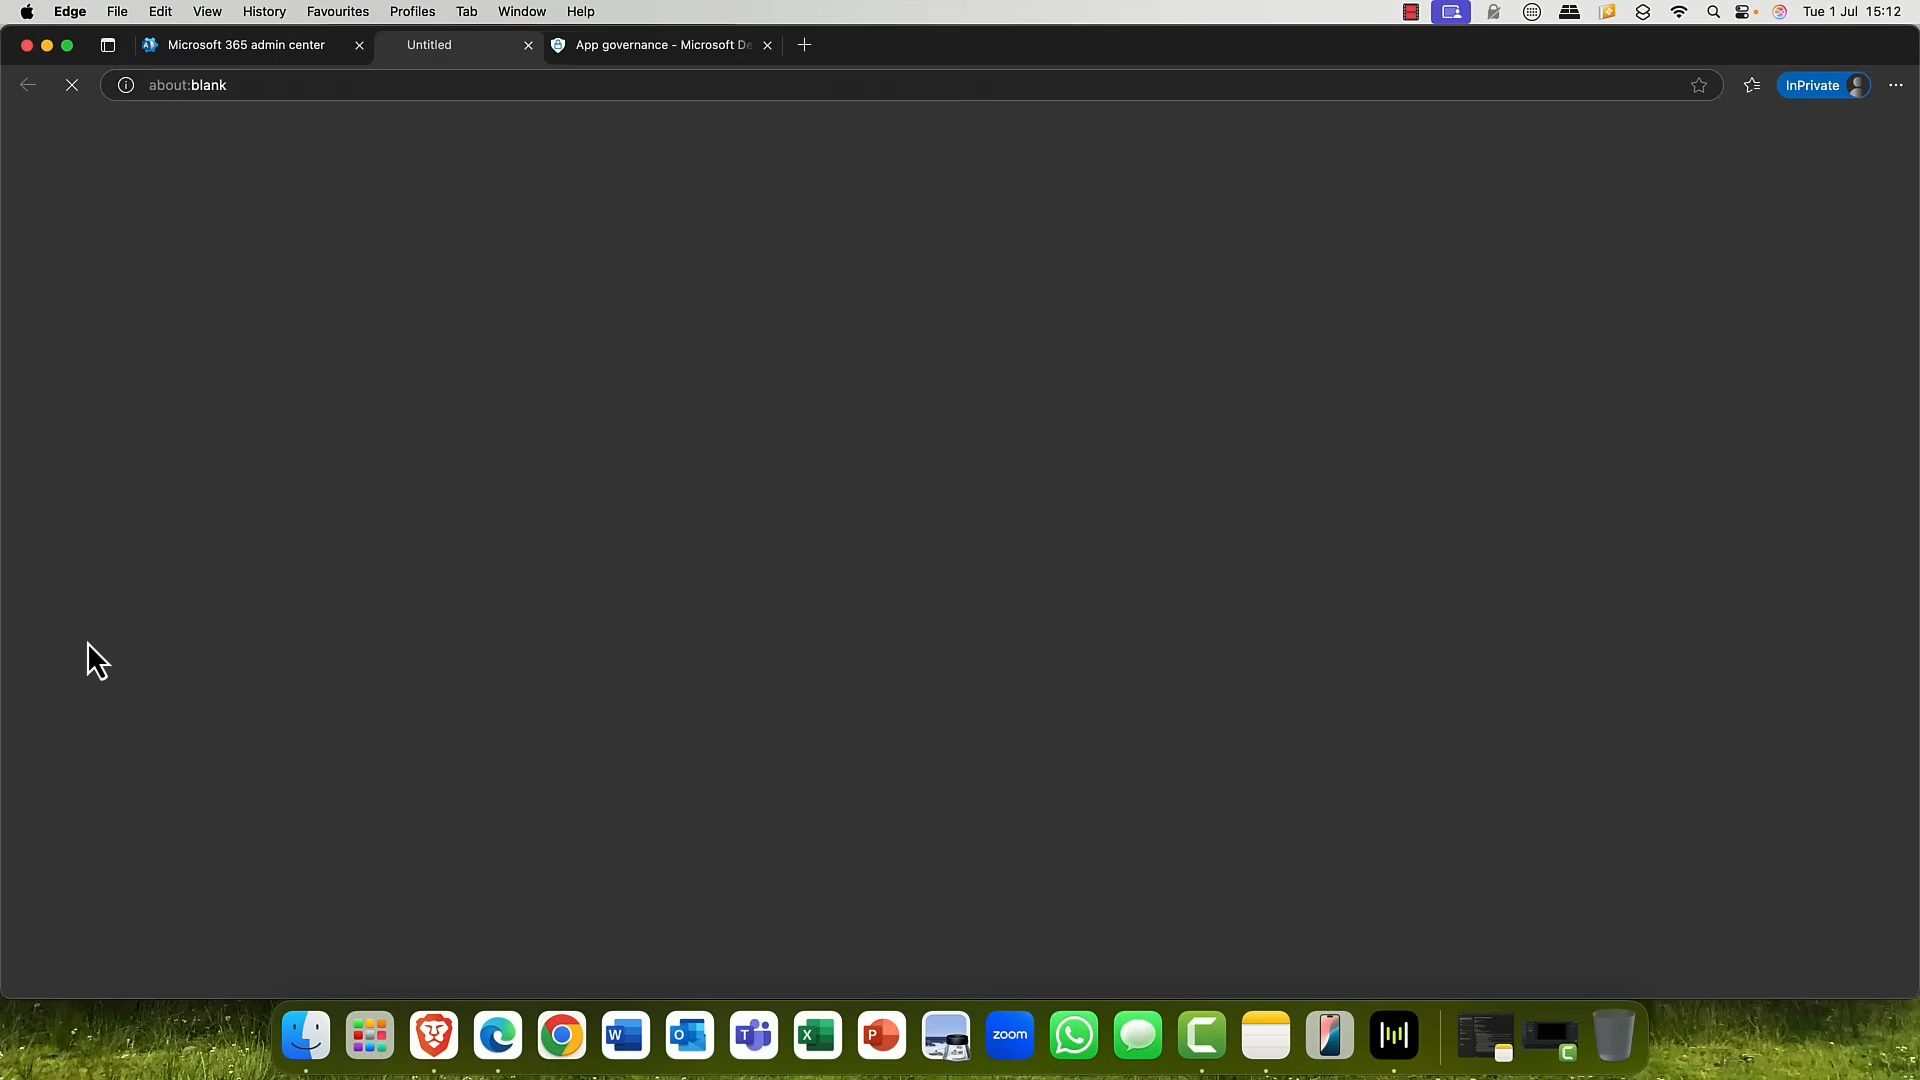 Edge File Edit View History Favourites Profiles Tab Window Help Tue 1 Jul 15:12
Microsoft 365 admin center Untitled App governance - Microsoft De
about:blank InPrivate
W O T X P zoom